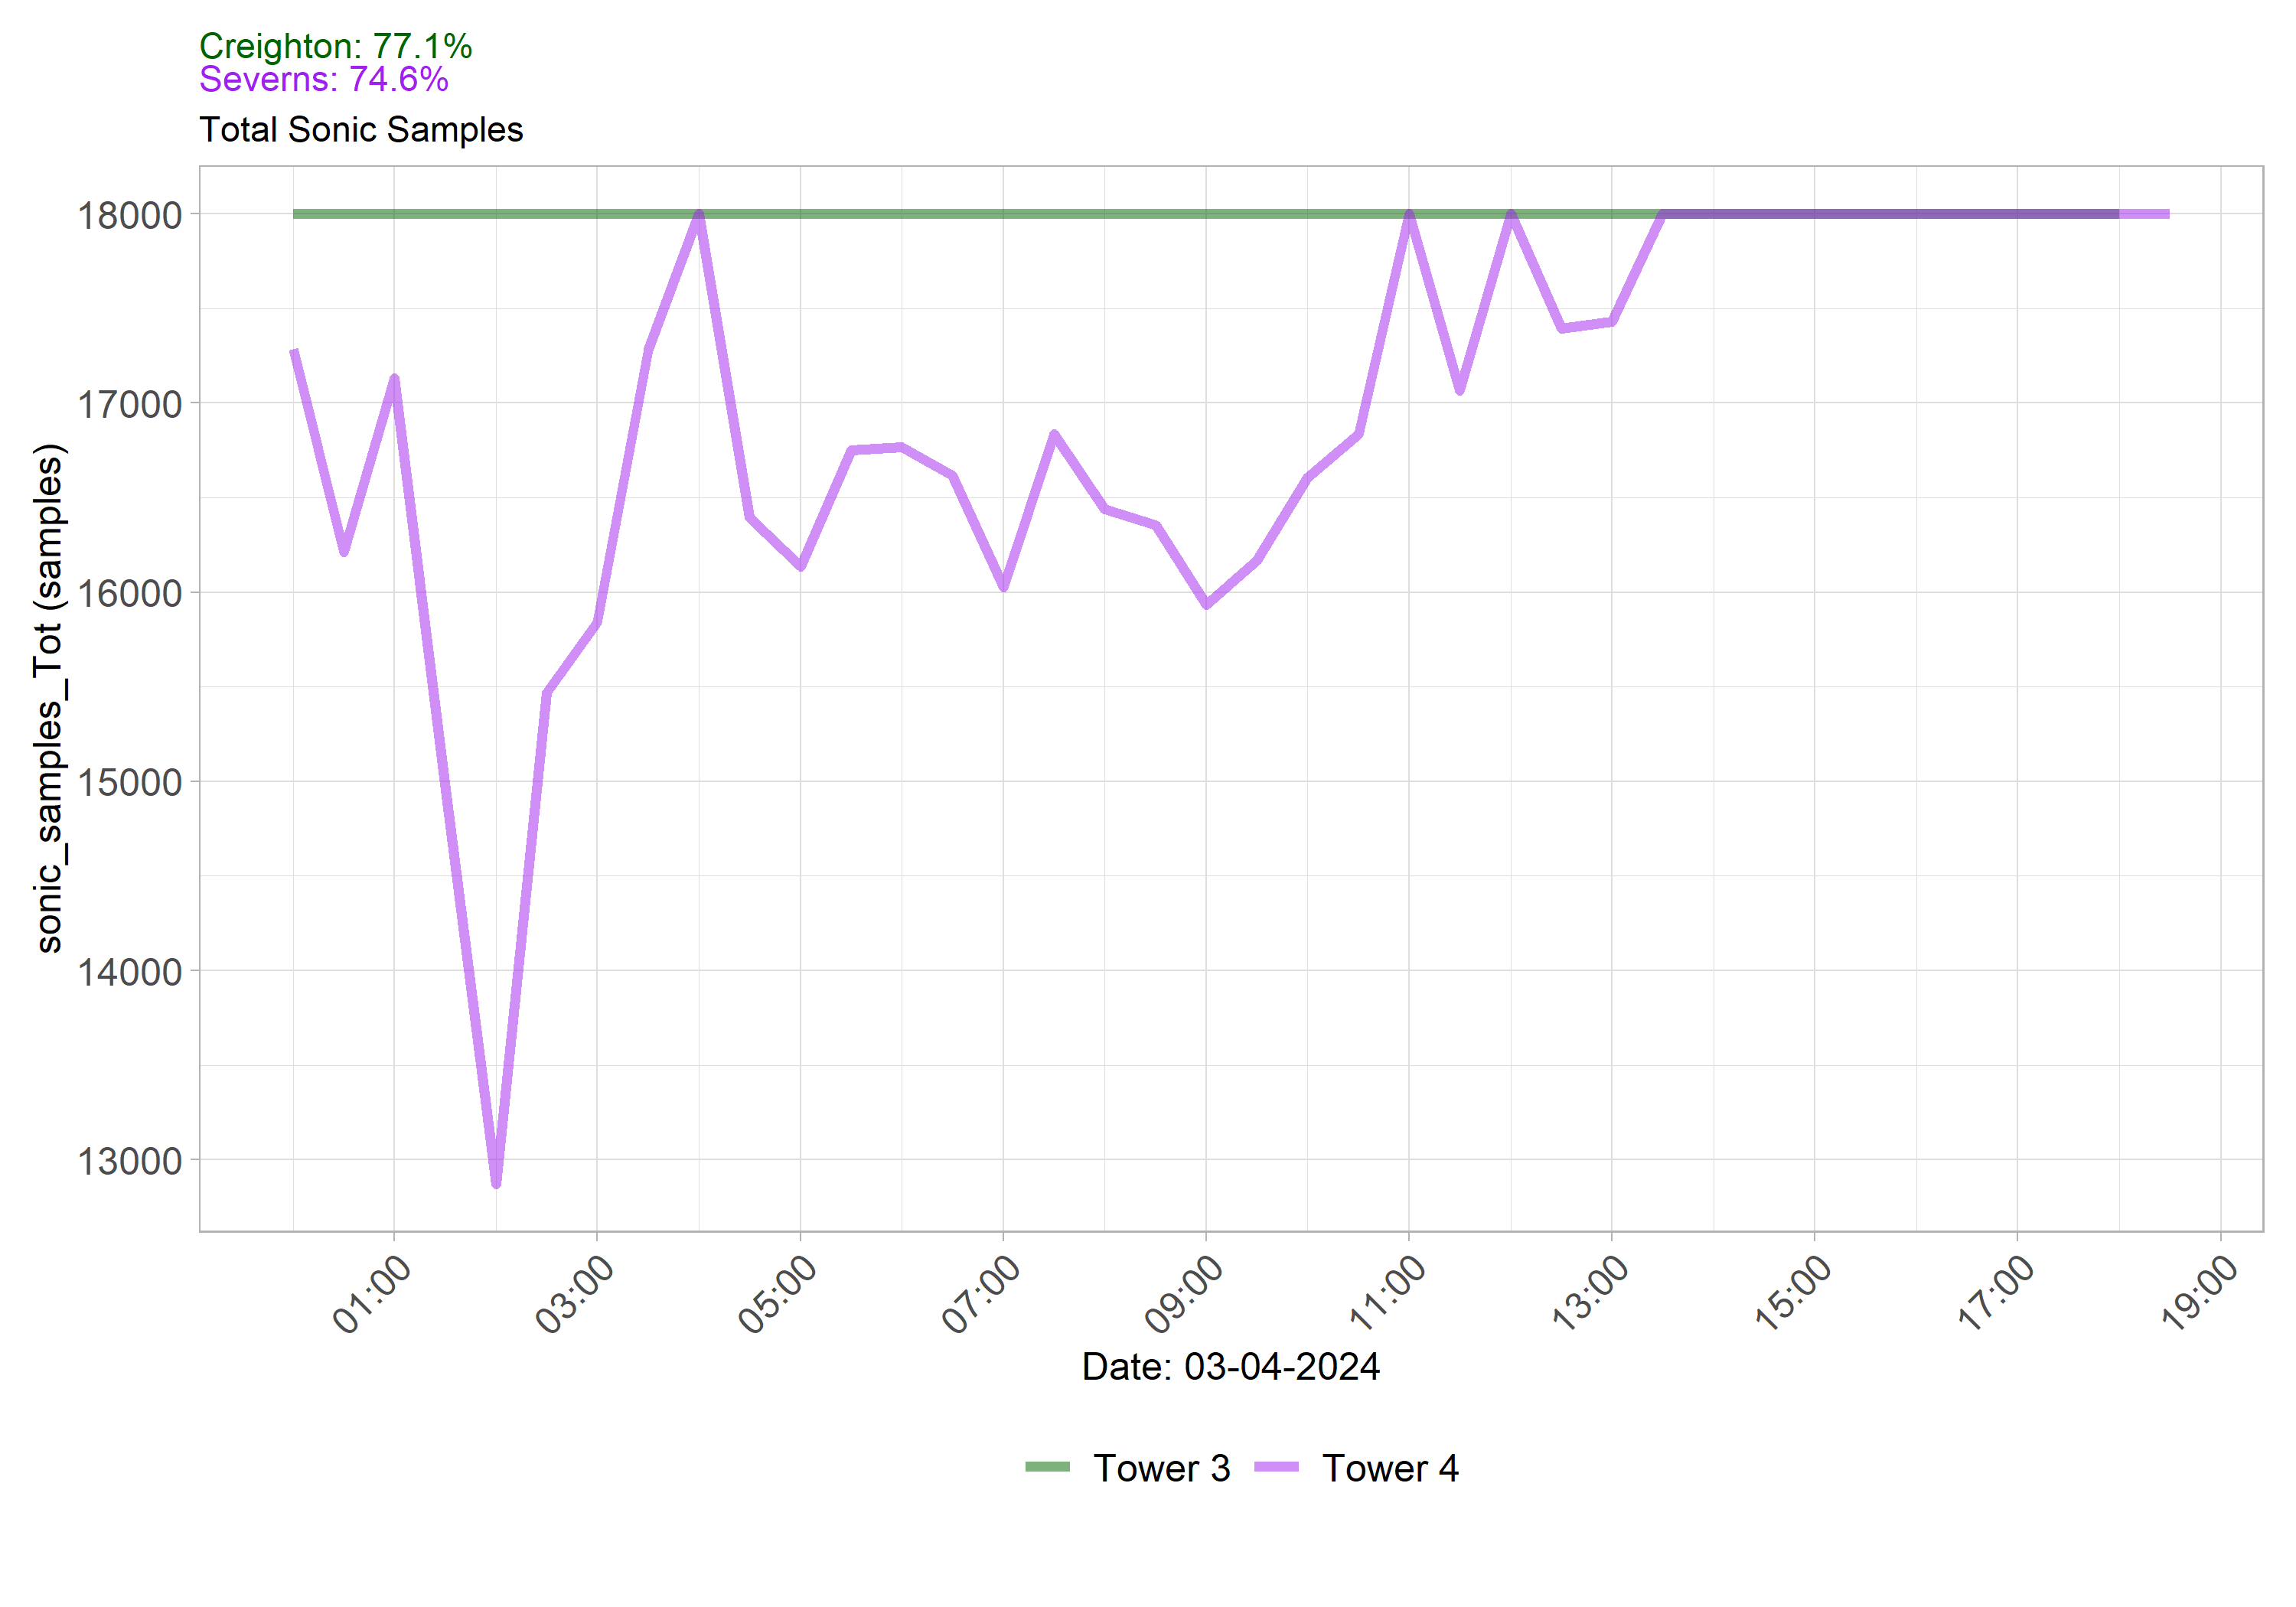 Creighton: 77.1%
Severns: 74.6%
Total Sonic Samples
sonic_samples_Tot (samples)
18000
17000
16000
15000
14000
13000
01:00
03:00
05:00
07:00
09:00
11:00
13:00
15:00
17:00
19:00
Date: 03-04-2024
Tower 3
Tower 4